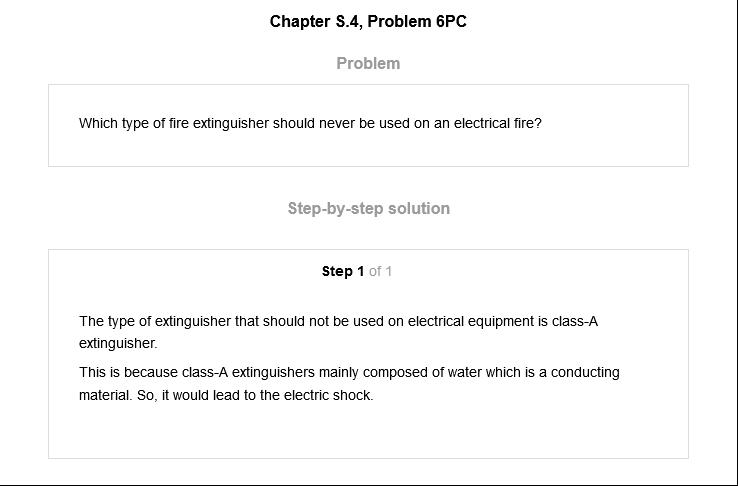 Chapter S.4, Problem 6PC
Problem
Which type of fire extinguisher should never be used on an electrical fire?
Step-by-step solution
Step 1 of 1
The type of extinguisher that should not be used on electrical equipment is class-A
extinguisher.
This is because class-A extinguishers mainly composed of water which is a conducting
material. So, it would lead to the electric shock.